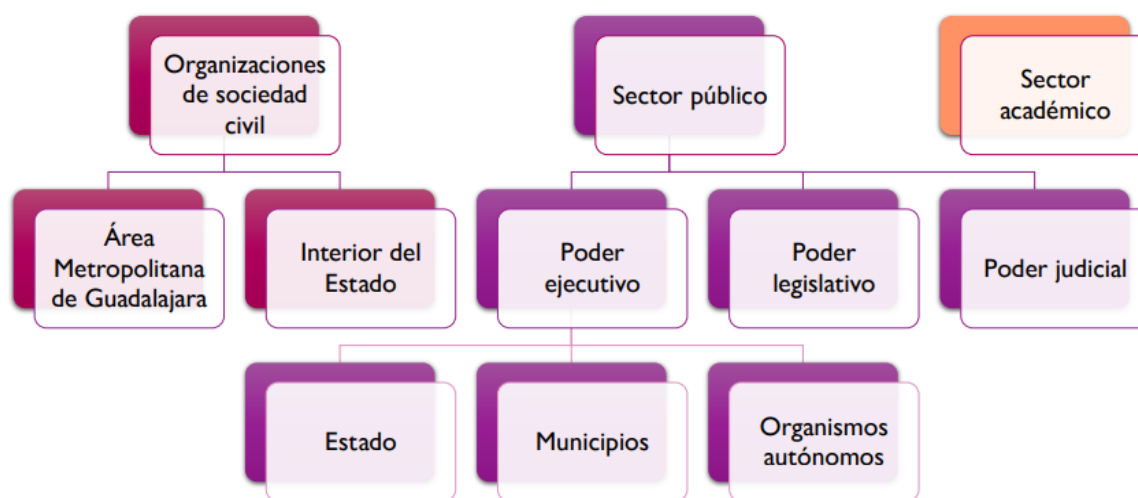 Organizaciones
de sociedad
civil
Sector público
Sector
académico
Área
Metropolitana
de Guadalajara
Interior del
Estado
Poder
ejecutivo
Poder
legislativo
Poder judicial
Estado
Municipios
Organismos
autónomos